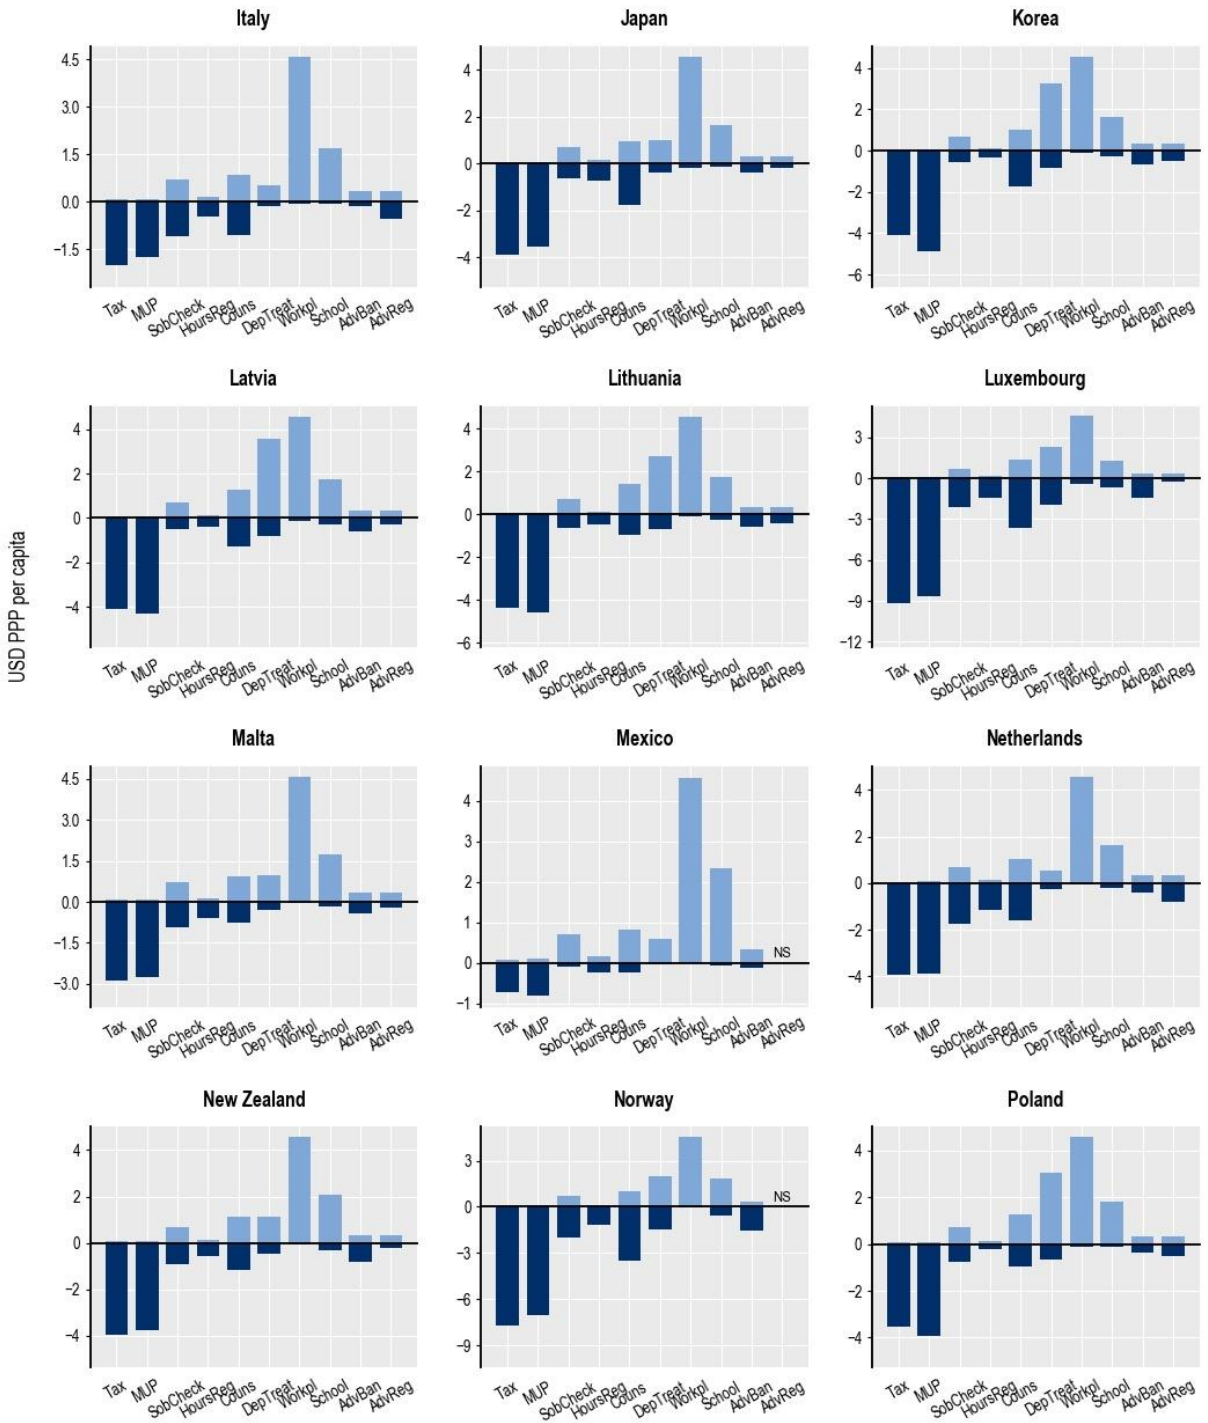 Italy
Japan
Korea
4.5
3.0
1.5
0.0
−1.5
4
2
0
−2
−4
4
2
0
−2
−4
−6
Tax MUP SobCheck HoursReg Couns DepTreat Workpl School AdvBan AdvReg
Tax MUP SobCheck HoursReg Couns DepTreat Workpl School AdvBan AdvReg
Tax MUP SobCheck HoursReg Couns DepTreat Workpl School AdvBan AdvReg
USD PPP per capita
Latvia
Lithuania
Luxembourg
4
2
0
−2
−4
4
2
0
−2
−4
−6
3
0
−3
−6
−9
−12
Tax MUP SobCheck HoursReg Couns DepTreat Workpl School AdvBan AdvReg
Tax MUP SobCheck HoursReg Couns DepTreat Workpl School AdvBan AdvReg
Tax MUP SobCheck HoursReg Couns DepTreat Workpl School AdvBan AdvReg
Malta
Mexico
Netherlands
4.5
3.0
1.5
0.0
−1.5
−3.0
4
3
2
1
0
−1
NS
4
2
0
−2
−4
Tax MUP SobCheck HoursReg Couns DepTreat Workpl School AdvBan AdvReg
Tax MUP SobCheck HoursReg Couns DepTreat Workpl School AdvBan AdvReg
Tax MUP SobCheck HoursReg Couns DepTreat Workpl School AdvBan AdvReg
New Zealand
Norway
Poland
4
2
0
−2
−4
3
0
−3
−6
−9
NS
4
2
0
−2
−4
Tax MUP SobCheck HoursReg Couns DepTreat Workpl School AdvBan AdvReg
Tax MUP SobCheck HoursReg Couns DepTreat Workpl School AdvBan AdvReg
Tax MUP SobCheck HoursReg Couns DepTreat Workpl School AdvBan AdvReg